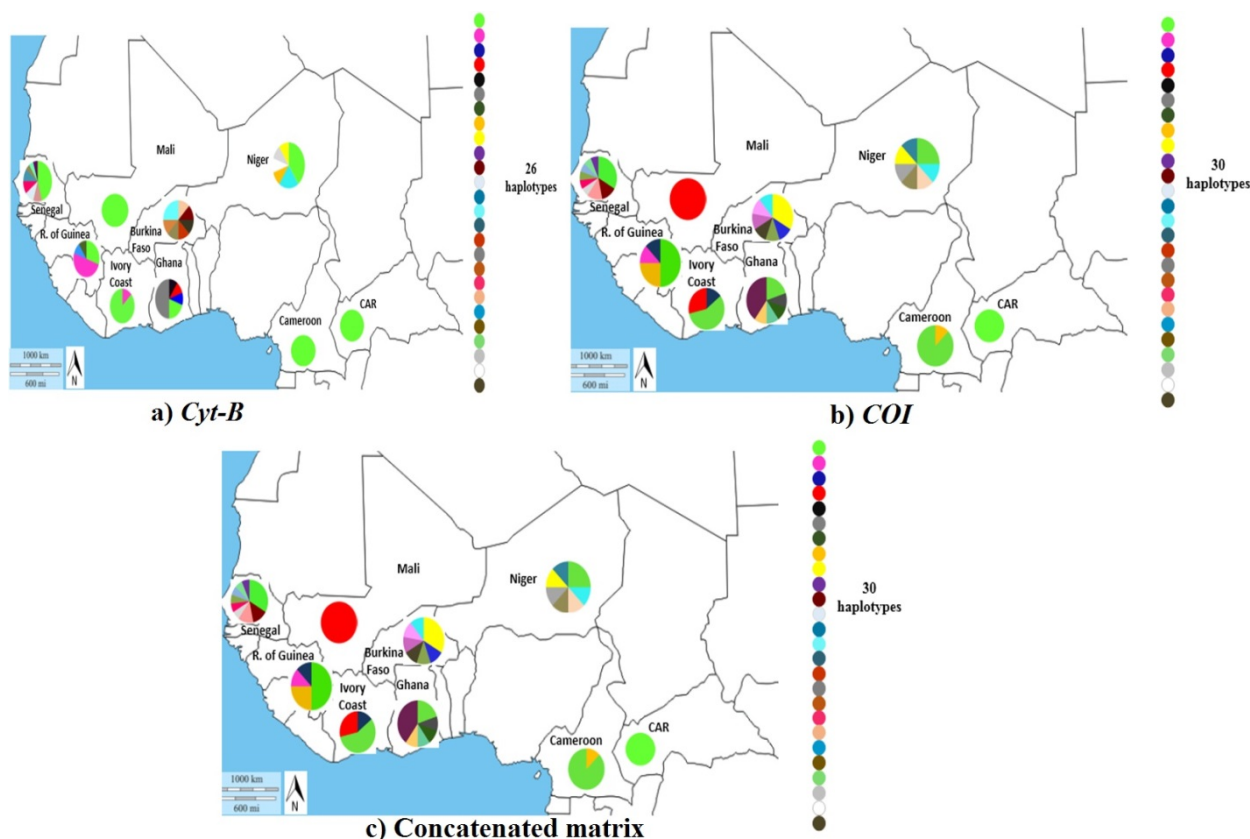 Mali
Niger
Senegal
R. of Guinea
Burkina
Faso
Ivory
Coast
Ghana
Cameroon
CAR
1000 km
600 mi
N
26
haplotypes
a) Cyt-B
Mali
Niger
Senegal
R. of Guinea
Burkina
Faso
Ivory
Coast
Ghana
Cameroon
CAR
1000 km
600 mi
N
30
haplotypes
b) COI
Mali
Niger
Senegal
R. of Guinea
Burkina
Faso
Ivory
Coast
Ghana
Cameroon
CAR
1000 km
600 mi
N
30
haplotypes
c) Concatenated matrix